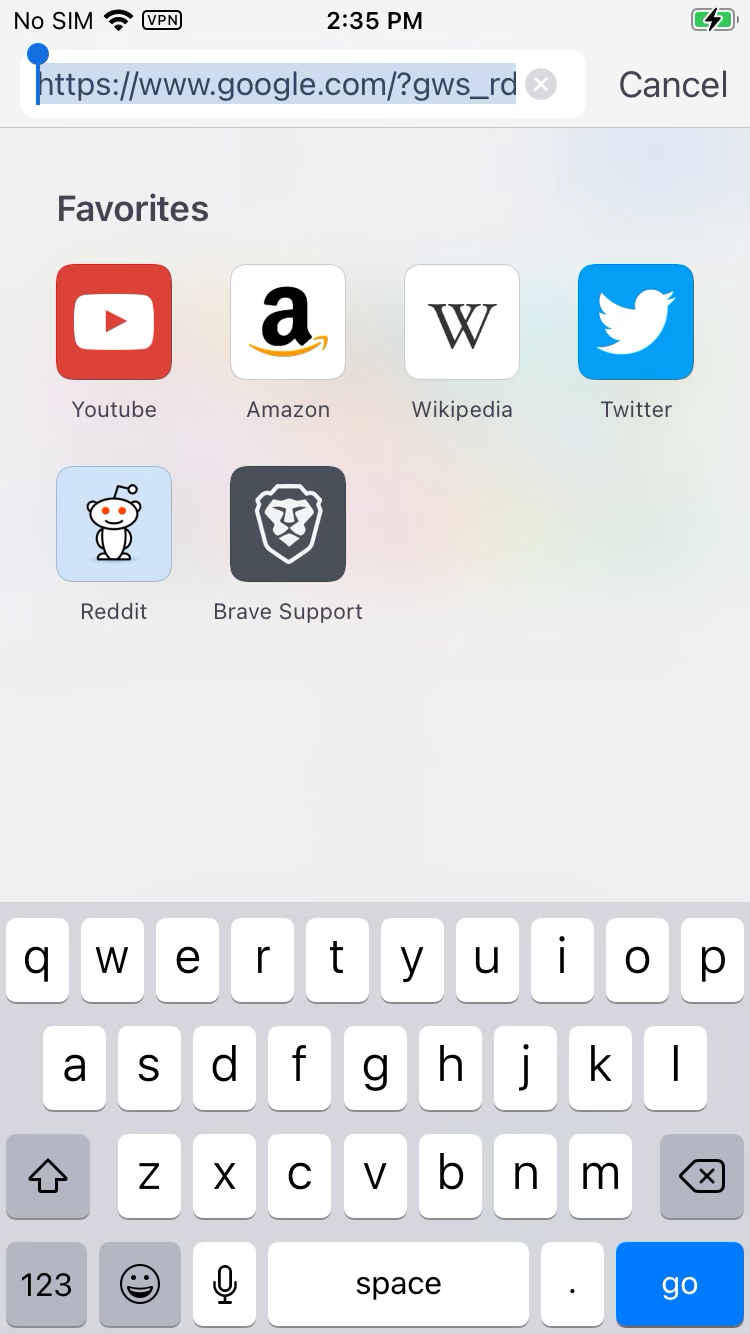 No SIM VPN 2:35 PM
https://www.google.com/?gws_rd Cancel
Favorites
a W
Youtube Amazon Wikipedia Twitter
Reddit Brave Support
q w e r t y u i o p
a s d f g h j k l
z x c v b n m
123 space . go